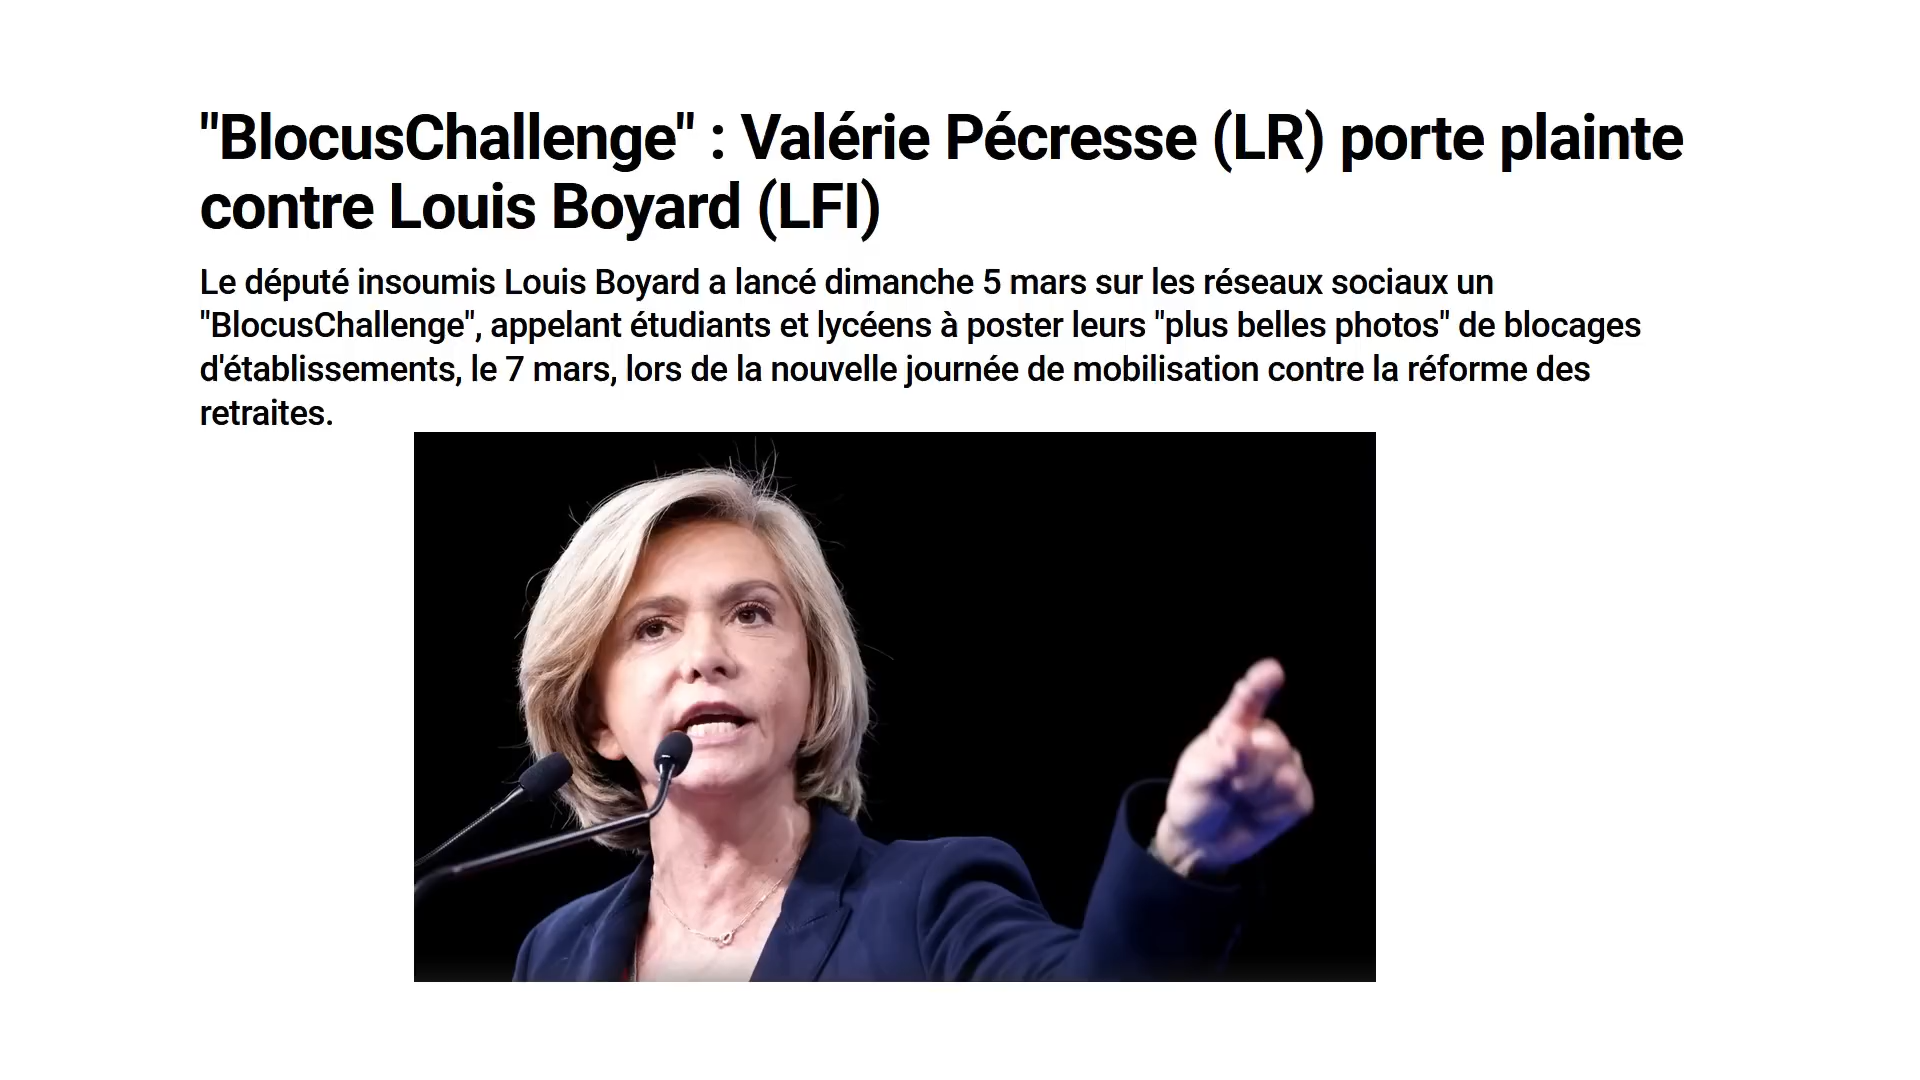 "BlocusChallenge" : Valérie Pécresse (LR) porte plainte
contre Louis Boyard (LFI)
Le député insoumis Louis Boyard a lancé dimanche 5 mars sur les réseaux sociaux un
"BlocusChallenge", appelant étudiants et lycéens à poster leurs "plus belles photos" de blocages
d'établissements, le 7 mars, lors de la nouvelle journée de mobilisation contre la réforme des
retraites.